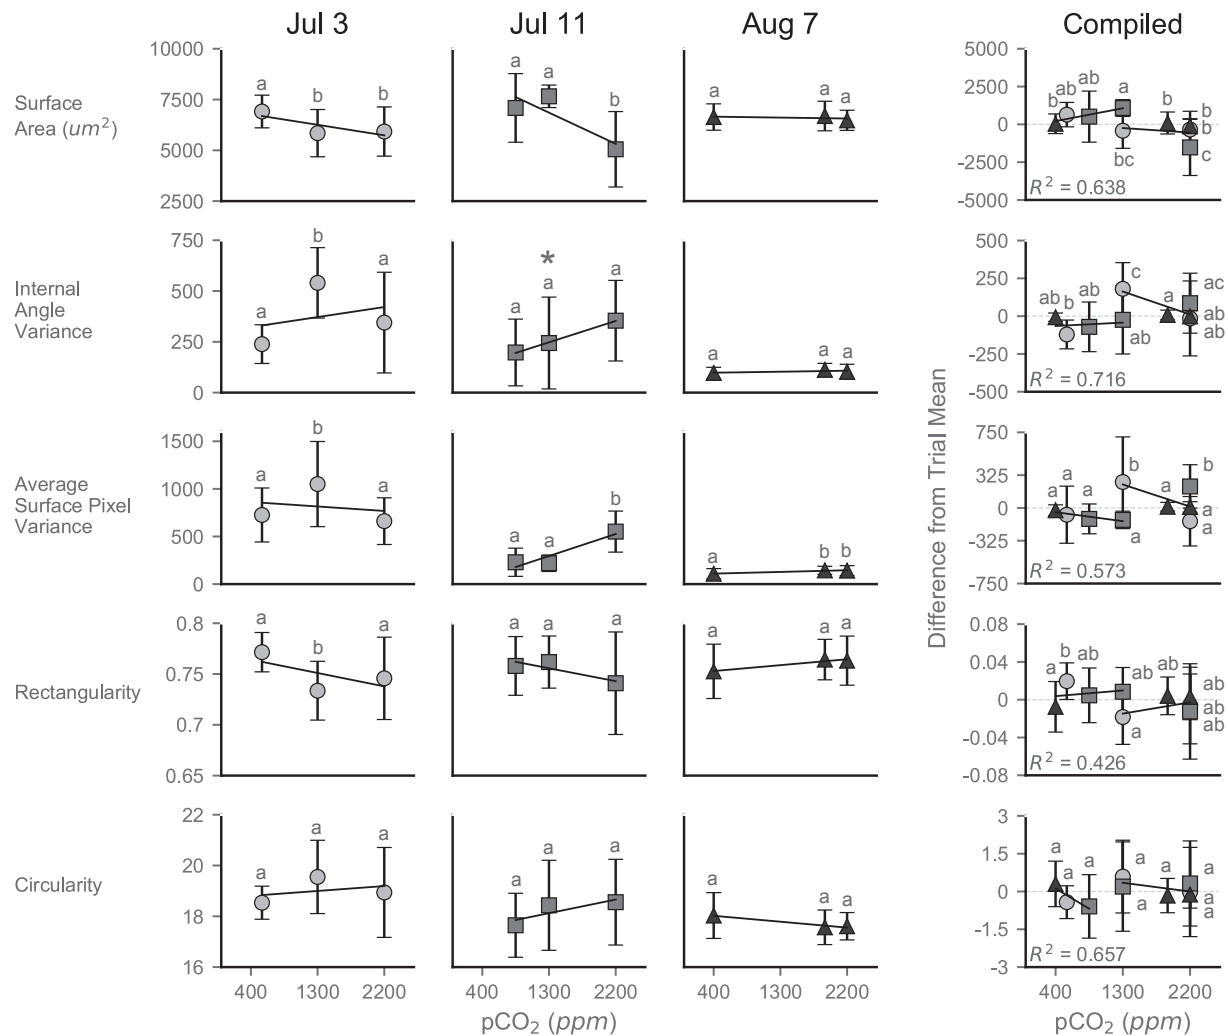 Jul 3 Jul 11 Aug 7 Compiled
Surface
Area (um²)
10000
7500
5000
2500
a b b
a a b
a a a
5000
2500
0
-2500
-5000
b ab ab a bc b b b c
R² = 0.638
Internal
Angle
Variance
750
500
250
0
a b a
a * a a
a a a
500
250
0
-250
-500
ab b ab c ab a ac ab ab
R² = 0.716
Average
Surface Pixel
Variance
1500
1000
500
0
a b a
a a b
a b b
750
325
0
-325
-750
a a a b a a b a a
R² = 0.573
Rectangularity
0.8
0.75
0.7
0.65
a b a
a a a
a a a
0.08
0.04
0
-0.04
-0.08
a b ab ab a ab ab ab ab
R² = 0.426
Circularity
22
20
18
16
a a a
a a a
a a a
3
1.5
0
-1.5
-3
a a a a a a a a a
R² = 0.657
Difference from Trial Mean
400 1300 2200 400 1300 2200 400 1300 2200 400 1300 2200
pCO₂ (ppm) pCO₂ (ppm)